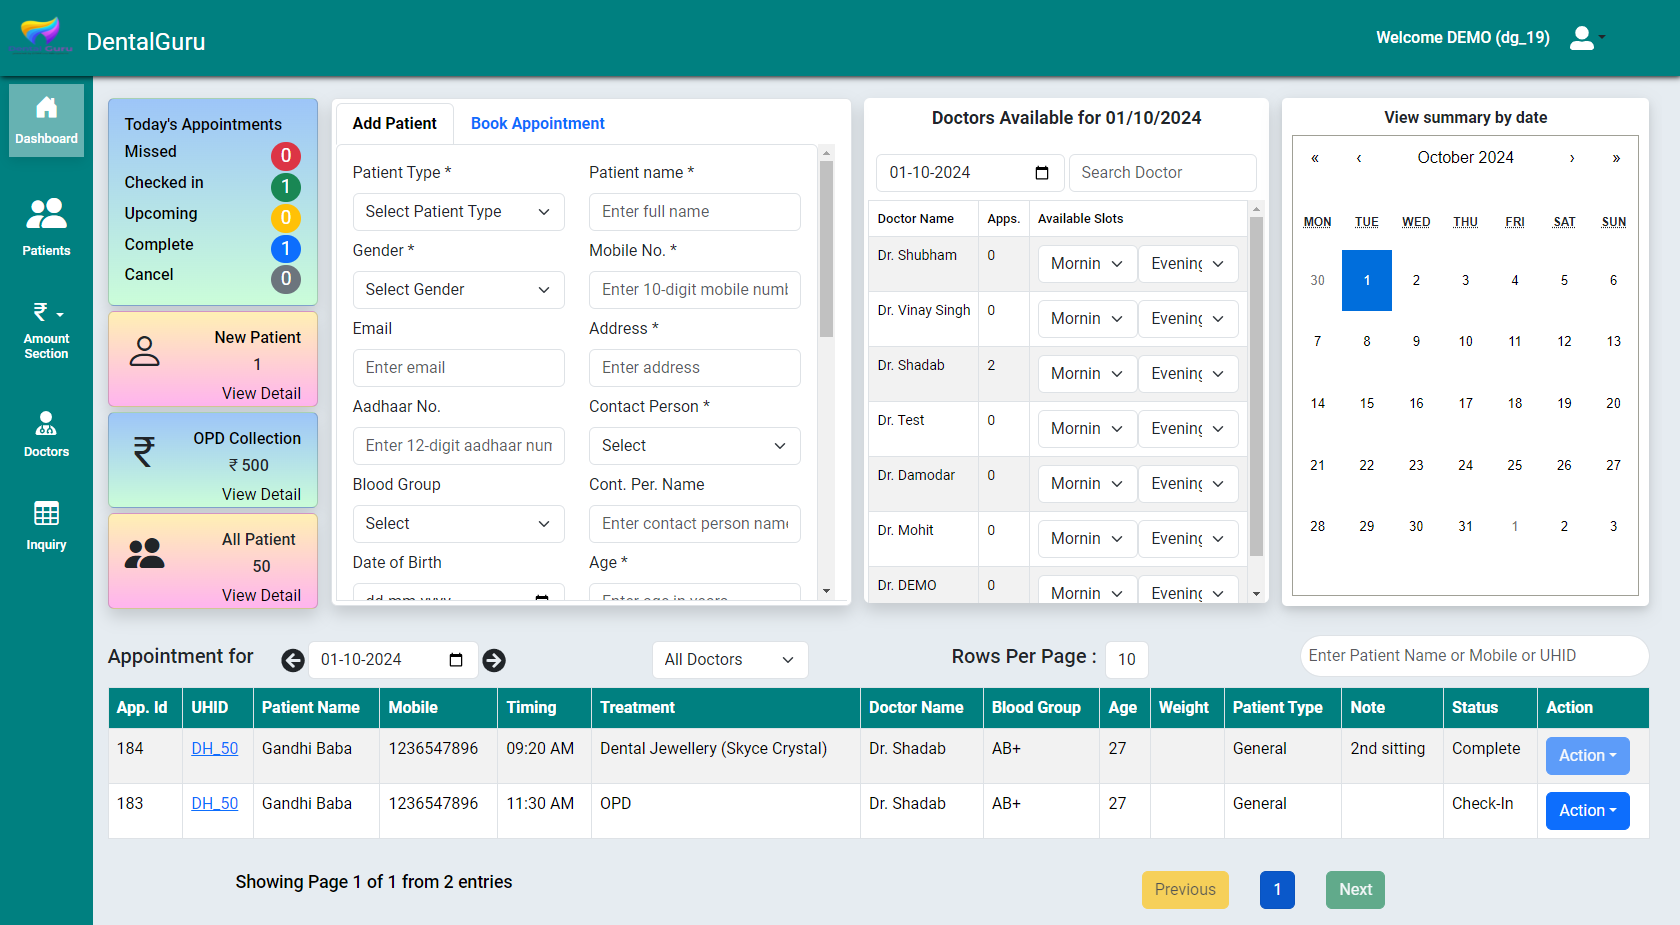 DentalGuru
Welcome DEMO (dg_19)
Dashboard
Patients
₹
Amount
Section
Doctors
Inquiry
Today's Appointments
Missed 0
Checked in 1
Upcoming 0
Complete 1
Cancel 0
New Patient
1
View Detail
₹
OPD Collection
₹ 500
View Detail
All Patient
50
View Detail
Add Patient Book Appointment
Patient Type * Patient name *
Select Patient Type Enter full name
Gender * Mobile No. *
Select Gender Enter 10-digit mobile numb
Email Address *
Enter email Enter address
Aadhaar No. Contact Person *
Enter 12-digit aadhaar num Select
Blood Group Cont. Per. Name
Select Enter contact person name
Date of Birth Age *
dd-mm-yyyy Enter age in years
Doctors Available for 01/10/2024
01-10-2024 Search Doctor
Doctor Name Apps. Available Slots
Dr. Shubham 0 Mornin Evening
Dr. Vinay Singh 0 Mornin Evening
Dr. Shadab 2 Mornin Evening
Dr. Test 0 Mornin Evening
Dr. Damodar 0 Mornin Evening
Dr. Mohit 0 Mornin Evening
Dr. DEMO 0 Mornin Evening
View summary by date
« ‹ October 2024 › »
MON TUE WED THU FRI SAT SUN
30 1 2 3 4 5 6
7 8 9 10 11 12 13
14 15 16 17 18 19 20
21 22 23 24 25 26 27
28 29 30 31 1 2 3
Appointment for 01-10-2024 All Doctors Rows Per Page : 10 Enter Patient Name or Mobile or UHID
App. Id UHID Patient Name Mobile Timing Treatment Doctor Name Blood Group Age Weight Patient Type Note Status Action
184 DH_50 Gandhi Baba 1236547896 09:20 AM Dental Jewellery (Skyce Crystal) Dr. Shadab AB+ 27 General 2nd sitting Complete Action
183 DH_50 Gandhi Baba 1236547896 11:30 AM OPD Dr. Shadab AB+ 27 General Check-In Action
Showing Page 1 of 1 from 2 entries
Previous 1 Next